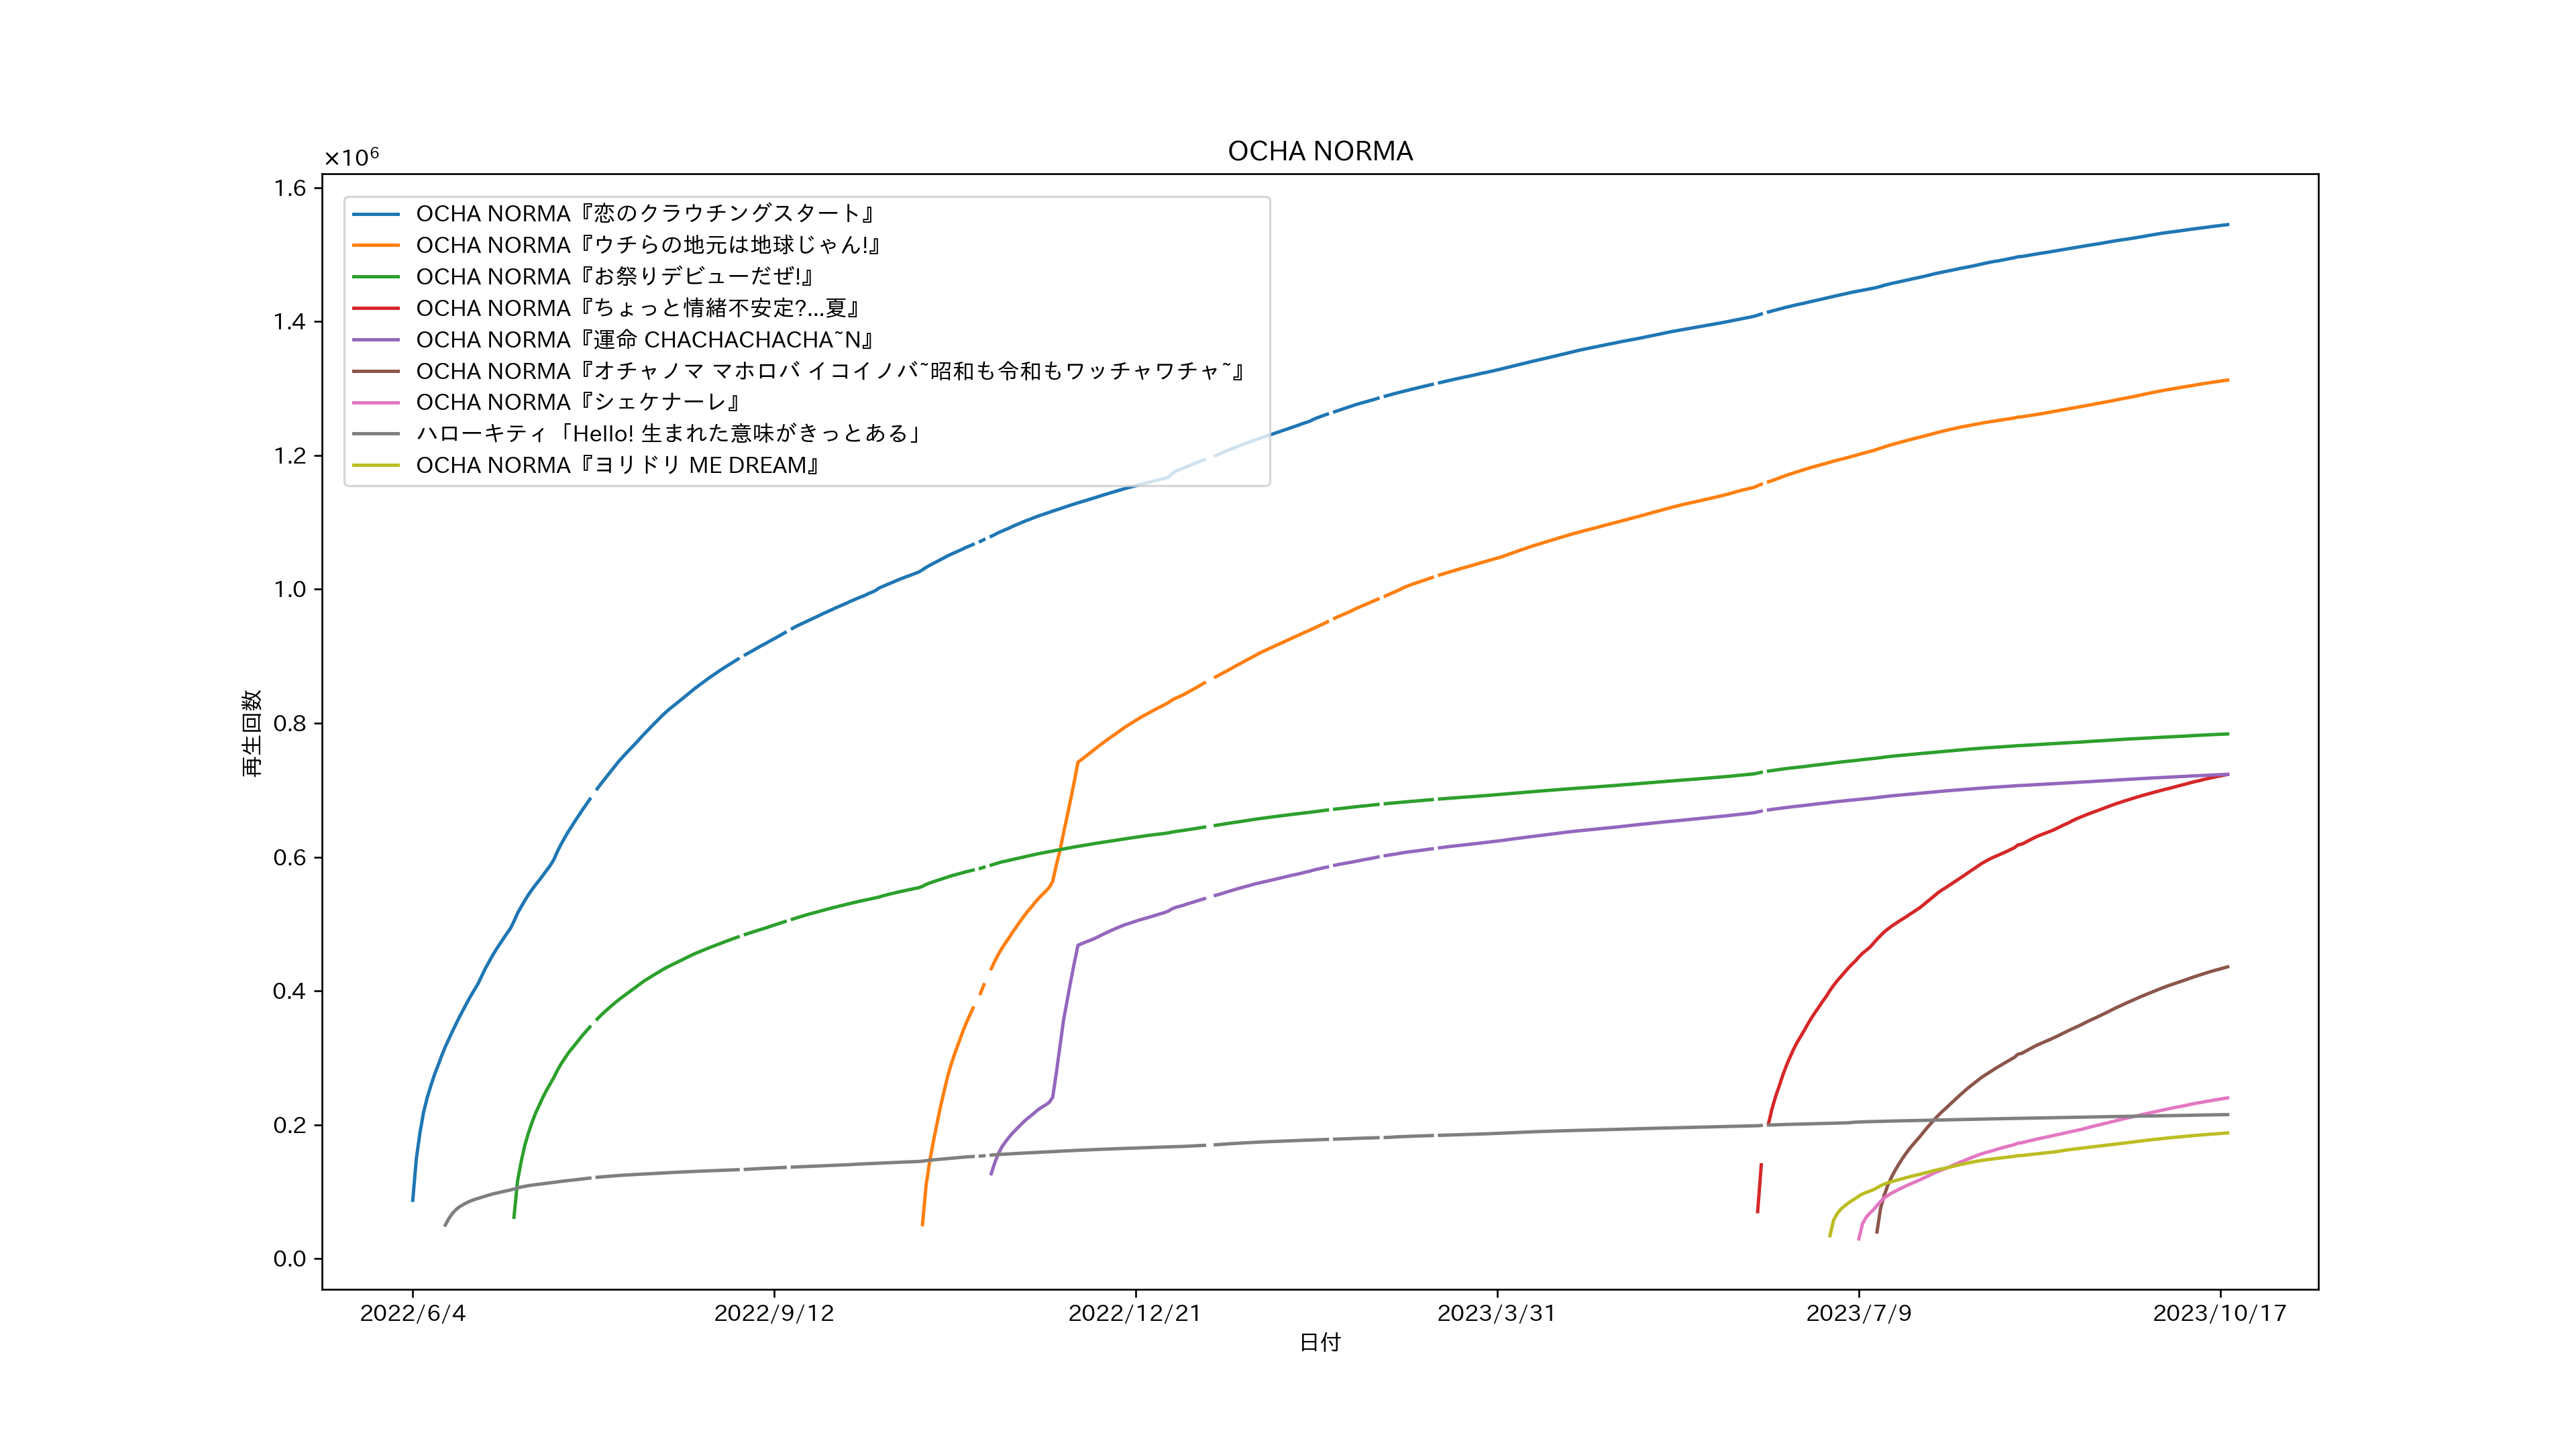 OCHA NORMA
×10⁶
1.6
1.4
1.2
1.0
0.8
0.6
0.4
0.2
0.0
再生回数
OCHA NORMA『恋のクラウチングスタート』
OCHA NORMA『ウチらの地元は地球じゃん!』
OCHA NORMA『お祭りデビューだぜ!』
OCHA NORMA『ちょっと情緒不安定?...夏』
OCHA NORMA『運命 CHACHACHACHA~N』
OCHA NORMA『オチャノマ マホロバ イコイノバ~昭和も令和もワッチャワチャ~』
OCHA NORMA『シェケナーレ』
ハローキティ「Hello! 生まれた意味がきっとある」
OCHA NORMA『ヨリドリ ME DREAM』
2022/6/4
2022/9/12
2022/12/21
2023/3/31
2023/7/9
2023/10/17
日付